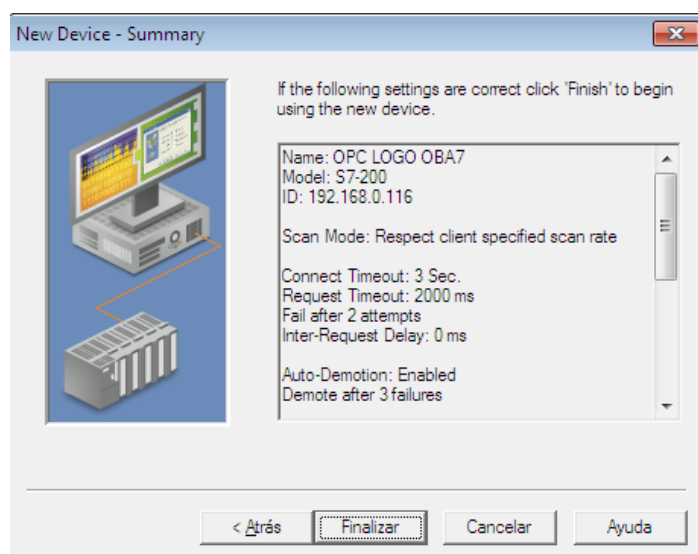 New Device - Summary
If the following settings are correct click 'Finish' to begin
using the new device.
Name: OPC LOGO OBA7
Model: S7-200
ID: 192.168.0.116
Scan Mode: Respect client specified scan rate
Connect Timeout: 3 Sec.
Request Timeout: 2000 ms
Fail after 2 attempts
Inter-Request Delay: 0 ms
Auto-Demotion: Enabled
Demote after 3 failures
< Atrás
Finalizar
Cancelar
Ayuda